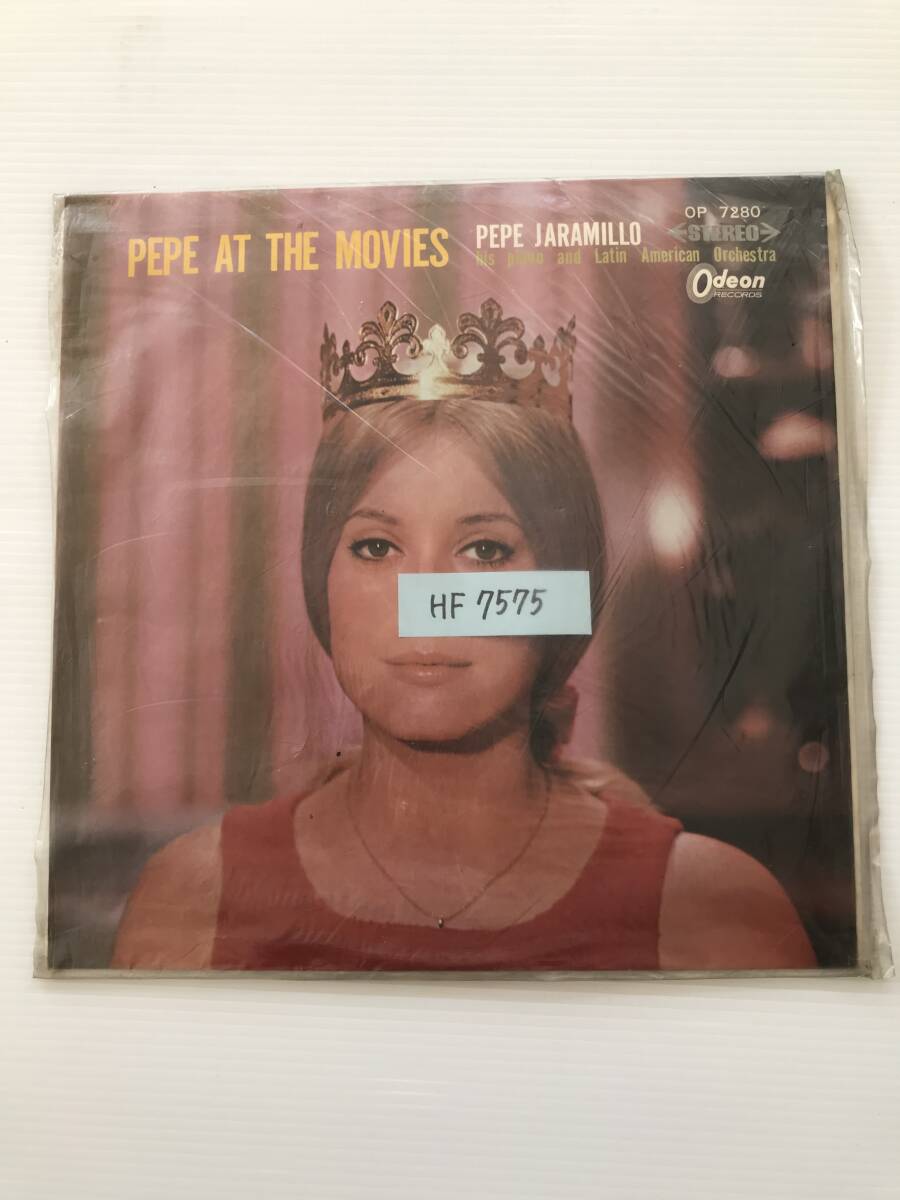 PEPE AT THE MOVIES
PEPE JARAMILLO
his piano and Latin American Orchestra
OP 7280
STEREO
Odeon
RECORDS
HF 7575